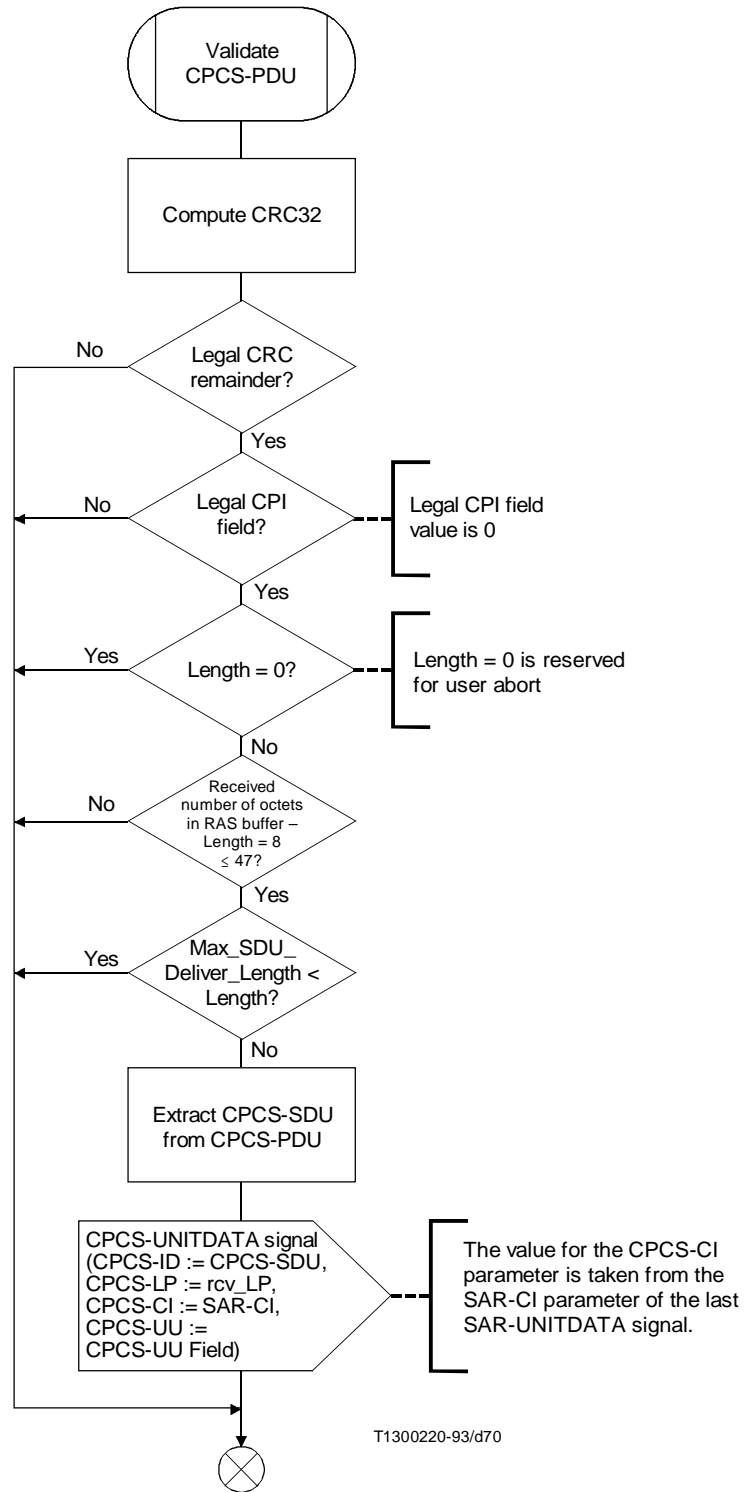 Validate
CPCS-PDU
Compute CRC32
No
Legal CRC
remainder?
Yes
No
Legal CPI
field?
Legal CPI field
value is 0
Yes
Yes
Length = 0?
Length = 0 is reserved
for user abort
No
No
Received
number of octets
in RAS buffer –
Length = 8
≤ 47?
Yes
Yes
Max_SDU_
Deliver_Length <
Length?
No
Extract CPCS-SDU
from CPCS-PDU
CPCS-UNITDATA signal
(CPCS-ID := CPCS-SDU,
CPCS-LP := rcv_LP,
CPCS-CI := SAR-CI,
CPCS-UU :=
CPCS-UU Field)
The value for the CPCS-CI
parameter is taken from the
SAR-CI parameter of the last
SAR-UNITDATA signal.
T1300220-93/d70